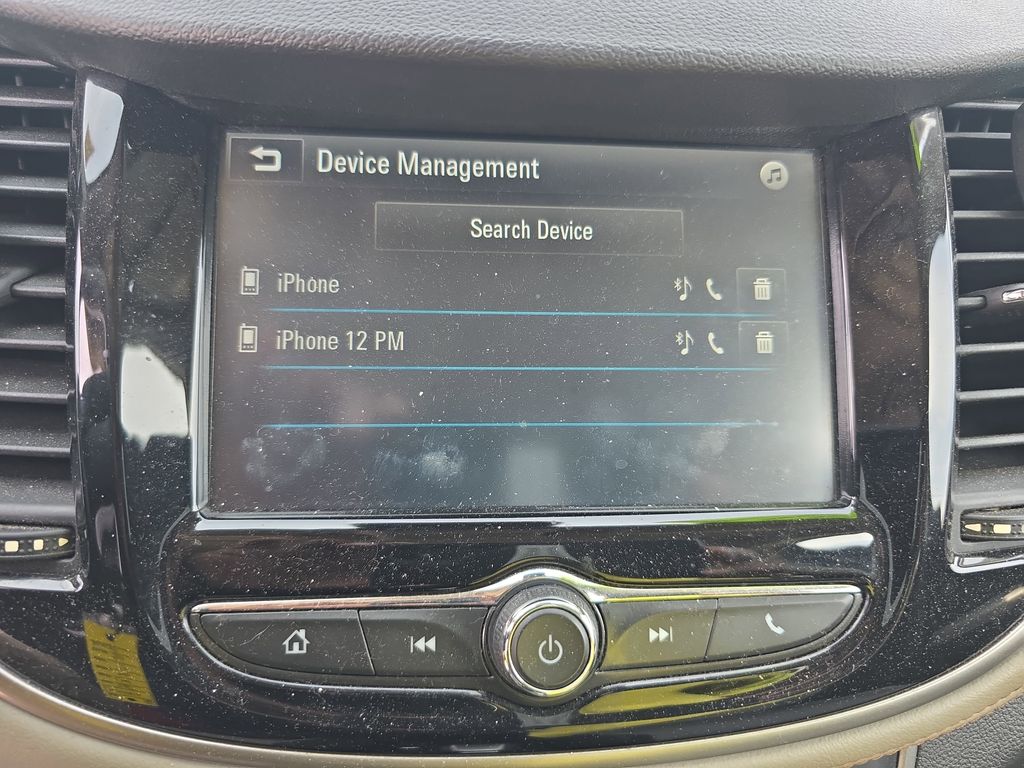 Device Management
Search Device
iPhone
iPhone 12 PM